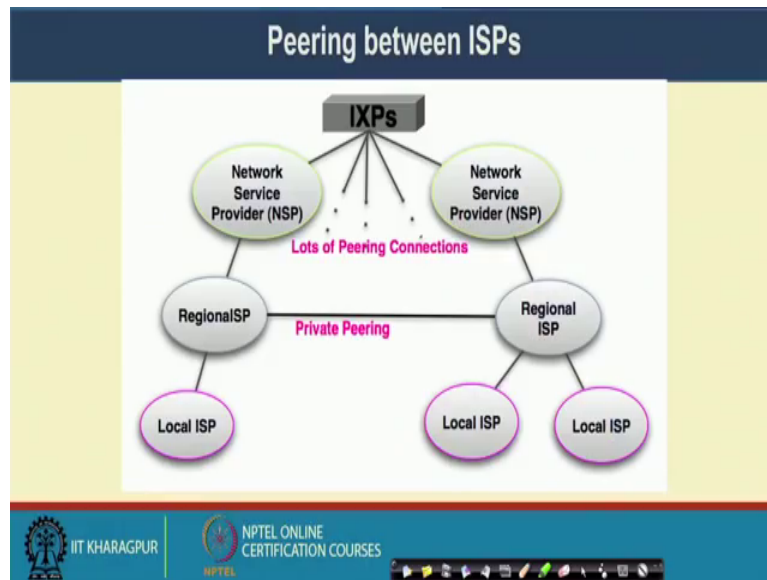 Peering between ISPs
IXPs
Network
Service
Provider (NSP)
Network
Service
Provider (NSP)
Lots of Peering Connections
RegionalISP
Private Peering
Regional
ISP
Local ISP
Local ISP
Local ISP
IIT KHARAGPUR
NPTEL
NPTEL ONLINE
CERTIFICATION COURSES